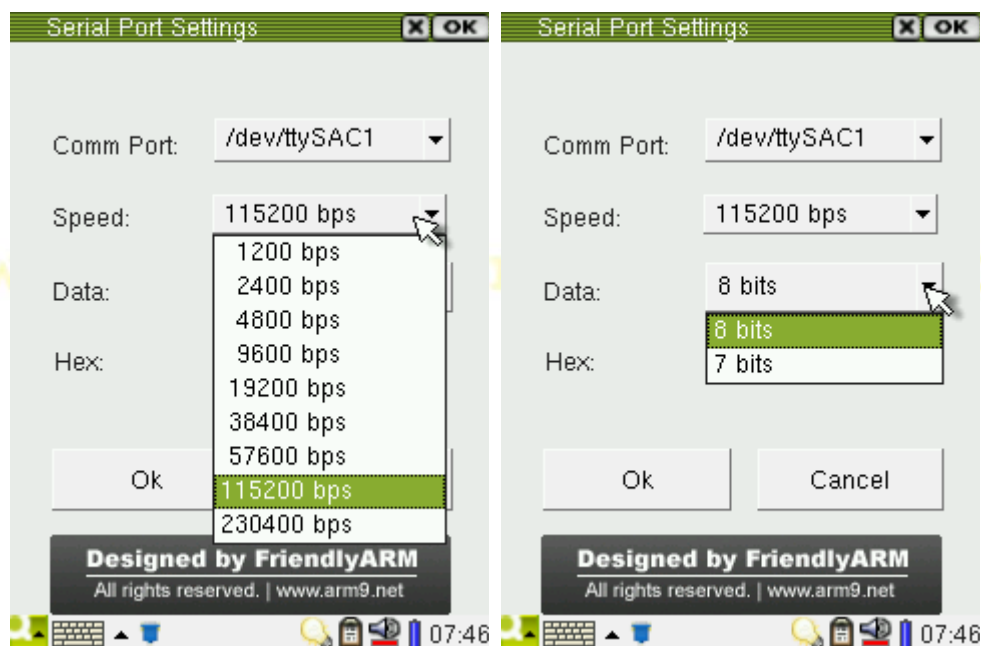 Serial Port Settings X OK
Comm Port: /dev/ttySAC1
Speed: 115200 bps
1200 bps
2400 bps
Data:
4800 bps
9600 bps
Hex:
19200 bps
38400 bps
57600 bps
Ok
115200 bps
230400 bps
Designed by FriendlyARM
All rights reserved. | www.arm9.net
07:46
Serial Port Settings X OK
Comm Port: /dev/ttySAC1
Speed: 115200 bps
Data: 8 bits
8 bits
Hex:
7 bits
Ok Cancel
Designed by FriendlyARM
All rights reserved. | www.arm9.net
07:46